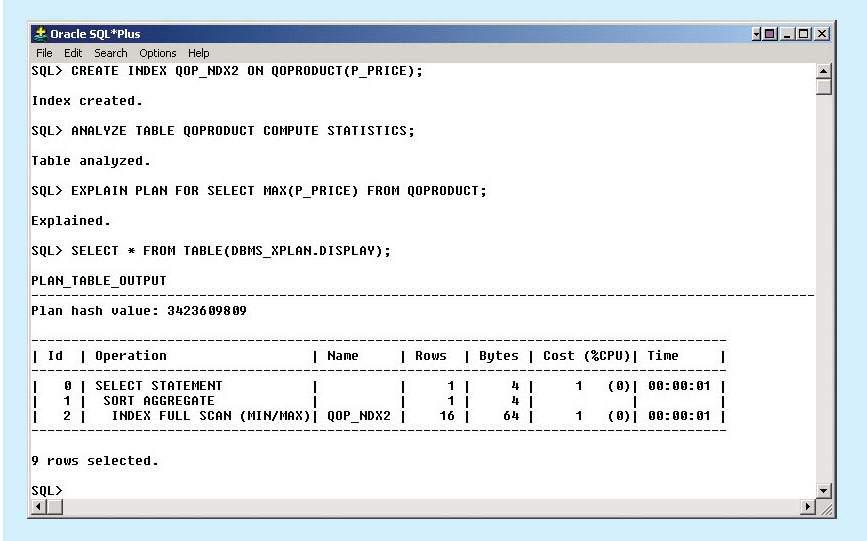 Oracle SQL*Plus
File Edit Search Options Help
SQL> CREATE INDEX QOP_NDX2 ON QOPRODUCT(P_PRICE);
Index created.
SQL> ANALYZE TABLE QOPRODUCT COMPUTE STATISTICS;
Table analyzed.
SQL> EXPLAIN PLAN FOR SELECT MAX(P_PRICE) FROM QOPRODUCT;
Explained.
SQL> SELECT * FROM TABLE(DBMS_XPLAN.DISPLAY);
PLAN_TABLE_OUTPUT
--------------------------------------------------------------------------------
Plan hash value: 3423609809
--------------------------------------------------------------------------------
| Id | Operation | Name | Rows | Bytes | Cost (%CPU)| Time |
--------------------------------------------------------------------------------
| 0 | SELECT STATEMENT | | 1 | 4 | 1 (0)| 00:00:01 |
| 1 | SORT AGGREGATE | | 1 | 4 | | |
| 2 | INDEX FULL SCAN (MIN/MAX)| QOP_NDX2 | 16 | 64 | 1 (0)| 00:00:01 |
--------------------------------------------------------------------------------
9 rows selected.
SQL>